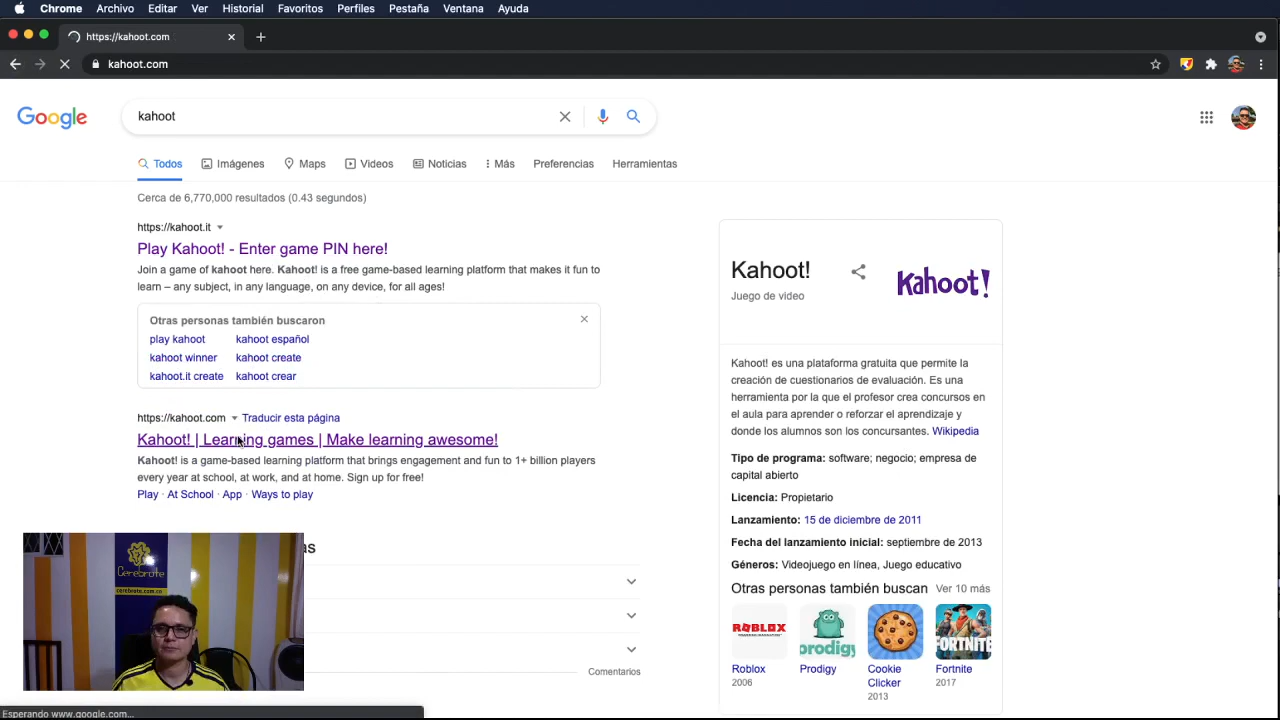 Chrome Archivo Editar Ver Historial Favoritos Perfiles Pestaña Ventana Ayuda
https://kahoot.com
kahoot.com
Google
kahoot
Todos Imágenes Maps Videos Noticias Más Preferencias Herramientas
Cerca de 6,770,000 resultados (0.43 segundos)
https://kahoot.it
Play Kahoot! - Enter game PIN here!
Join a game of kahoot here. Kahoot! is a free game-based learning platform that makes it fun to
learn – any subject, in any language, on any device, for all ages!
Otras personas también buscaron
play kahoot kahoot español
kahoot winner kahoot create
kahoot.it create kahoot crear
https://kahoot.com Traducir esta página
Kahoot! | Learning games | Make learning awesome!
Kahoot! is a game-based learning platform that brings engagement and fun to 1+ billion players
every year at school, at work, and at home. Sign up for free!
Play · At School · App · Ways to play
as
Comentarios
Cerebrote
cerebrote.com.co
Esperando www.google.com...
Kahoot!
Juego de video
Kahoot!
Kahoot! es una plataforma gratuita que permite la
creación de cuestionarios de evaluación. Es una
herramienta por la que el profesor crea concursos en
el aula para aprender o reforzar el aprendizaje y
donde los alumnos son los concursantes. Wikipedia
Tipo de programa: software; negocio; empresa de
capital abierto
Licencia: Propietario
Lanzamiento: 15 de diciembre de 2011
Fecha del lanzamiento inicial: septiembre de 2013
Géneros: Videojuego en línea, Juego educativo
Otras personas también buscan Ver 10 más
ROBLOX
prodigy
FORTNITE
Roblox Prodigy Cookie Fortnite
2006 Clicker 2017
2013